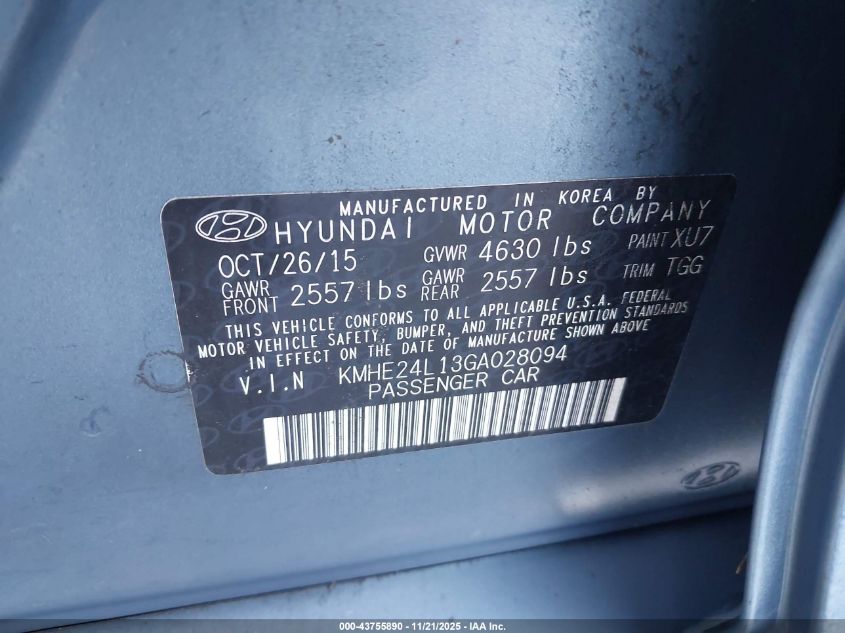 MANUFACTURED IN KOREA BY
HYUNDAI MOTOR COMPANY
OCT/26/15 GVWR 4630 lbs PAINT XU7
GAWR FRONT 2557 lbs GAWR REAR 2557 lbs TRIM TGG
THIS VEHICLE CONFORMS TO ALL APPLICABLE U.S.A. FEDERAL
MOTOR VEHICLE SAFETY, BUMPER, AND THEFT PREVENTION STANDARDS
IN EFFECT ON THE DATE OF MANUFACTURE SHOWN ABOVE
V.I.N KMHE24L13GA028094
PASSENGER CAR
000-43755890 - 11/21/2025 - IAA Inc.